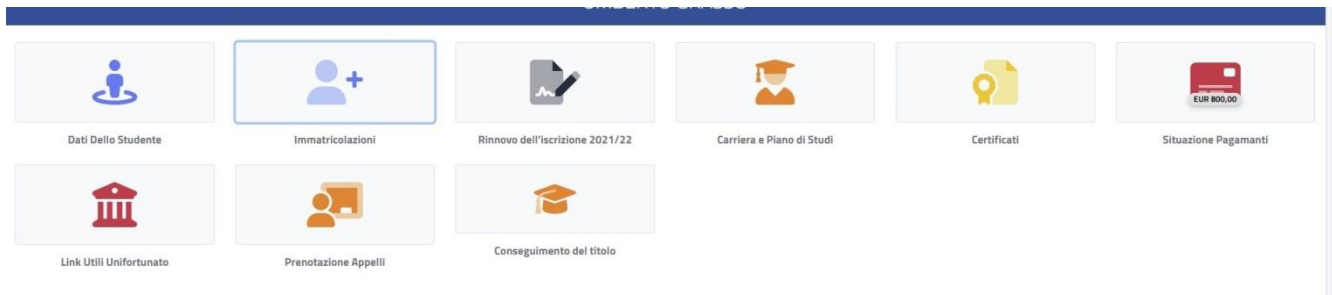 Dati Dello Studente
Immatricolazioni
Rinnovo dell'iscrizione 2021/22
Carriera e Piano di Studi
Certificati
EUR 800,00
Situazione Pagamanti
Link Utili Unifortunato
Prenotazione Appelli
Conseguimento del titolo